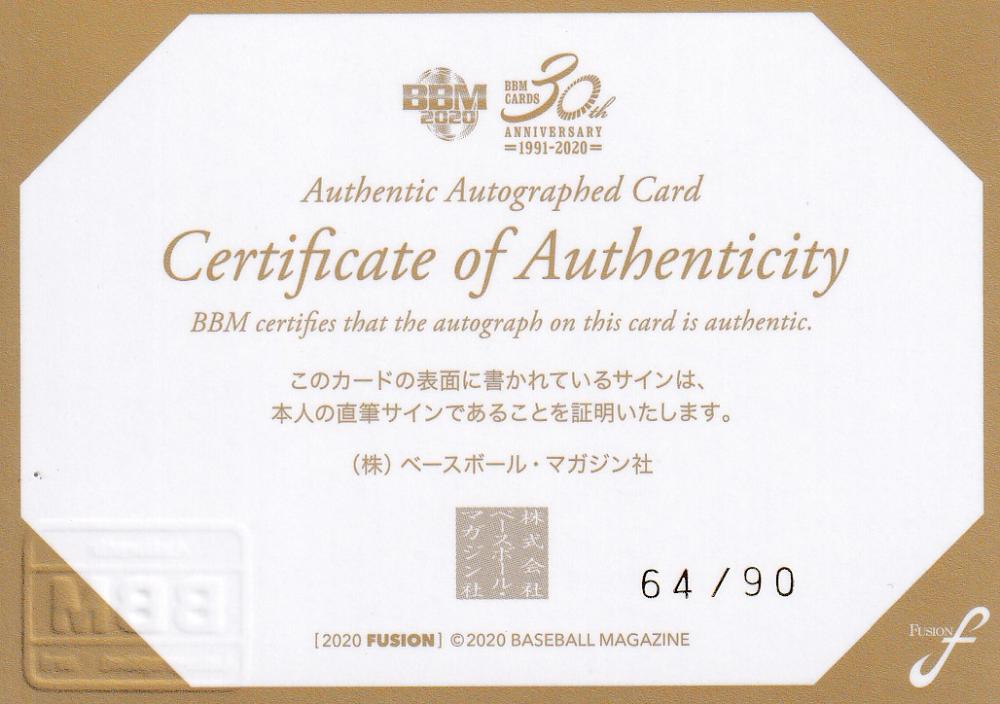 BBM
2020
BBM
CARDS
30th
ANNIVERSARY
=1991-2020=
Authentic Autographed Card
Certificate of Authenticity
BBM certifies that the autograph on this card is authentic.
このカードの表面に書かれているサインは、
本人の直筆サインであることを証明いたします。
（株）ベースボール・マガジン社
株式会社
ベースボール・
マガジン社
64/90
[2020 FUSION] ©2020 BASEBALL MAGAZINE
FUSION f
BBM